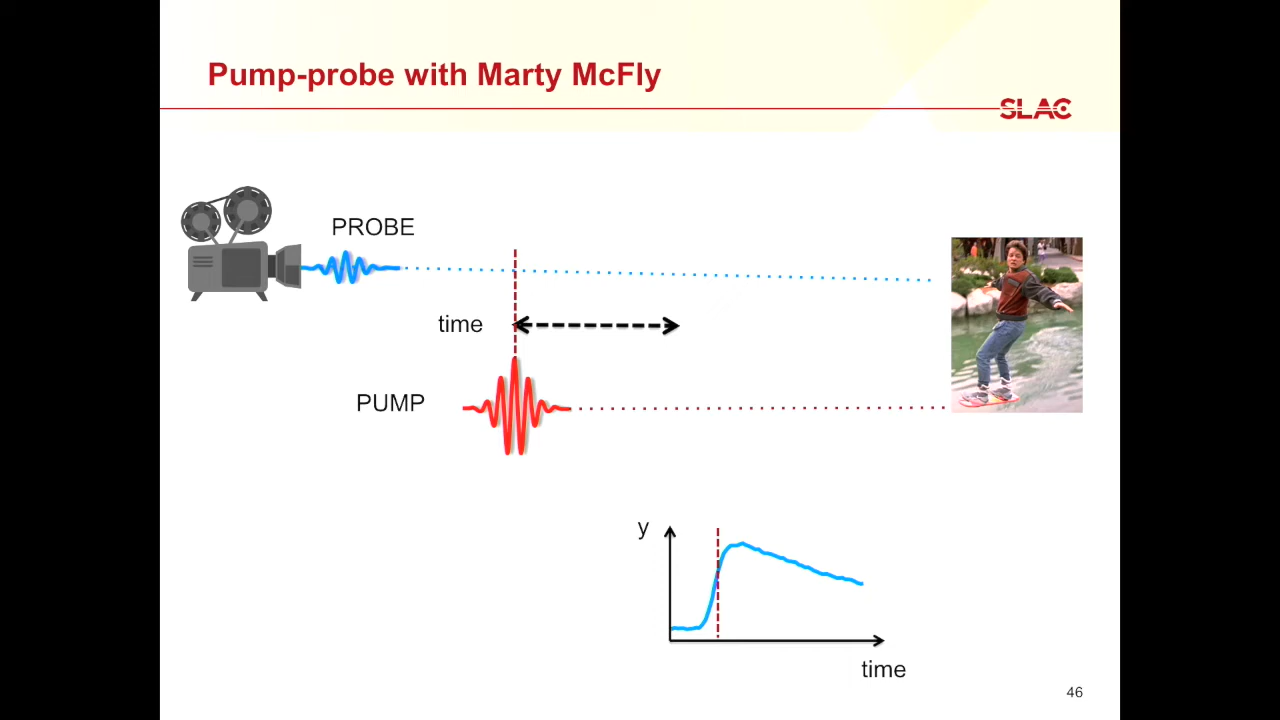 Pump-probe with Marty McFly
SLAC
PROBE
time
PUMP
y
time
46